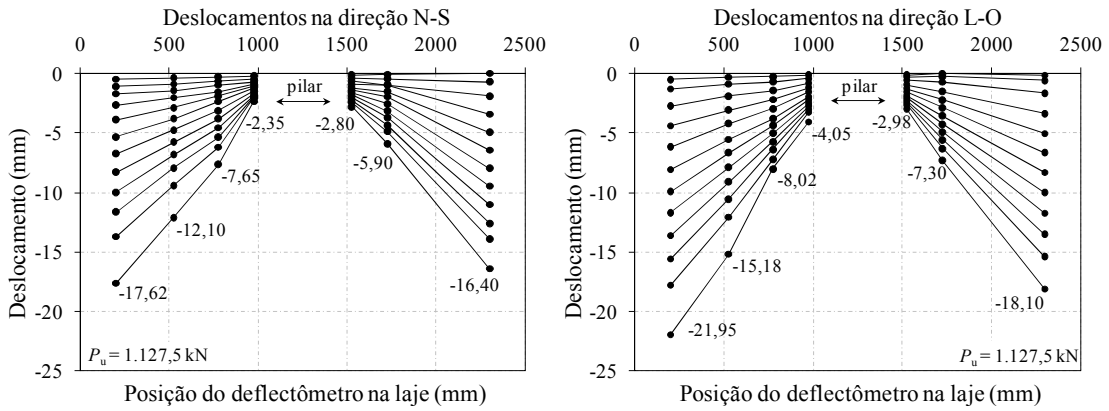 Deslocamentos na direção N-S
0 500 1000 1500 2000 2500
0
-5
-10
-15
-20
-25
Deslocamento (mm)
pilar
-2,35
-2,80
-7,65
-5,90
-12,10
-17,62
-16,40
Pu = 1.127,5 kN
Posição do deflectômetro na laje (mm)
Deslocamentos na direção L-O
0 500 1000 1500 2000 2500
0
-5
-10
-15
-20
-25
Deslocamento (mm)
pilar
-4,05
-2,98
-8,02
-7,30
-15,18
-21,95
-18,10
Pu = 1.127,5 kN
Posição do deflectômetro na laje (mm)